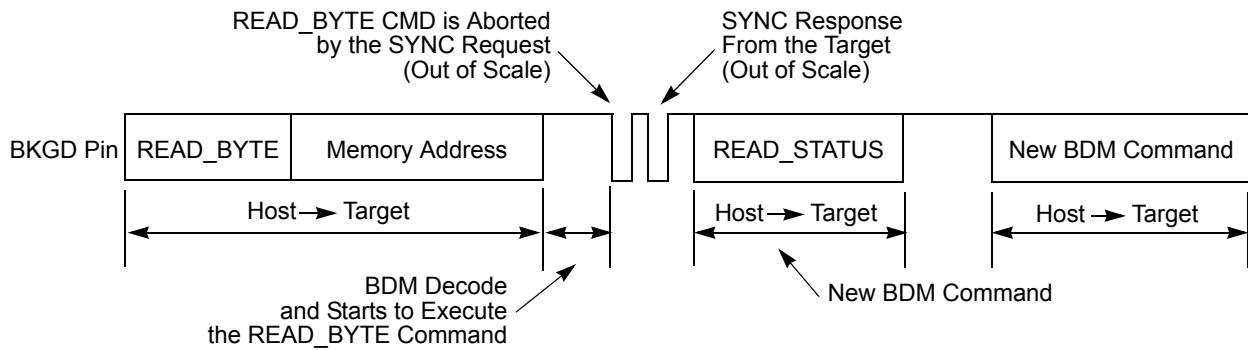 READ_BYTE CMD is Aborted
by the SYNC Request
(Out of Scale)
SYNC Response
From the Target
(Out of Scale)
BKGD Pin
READ_BYTE
Memory Address
READ_STATUS
New BDM Command
Host → Target
Host → Target
Host → Target
BDM Decode
and Starts to Execute
the READ_BYTE Command
New BDM Command